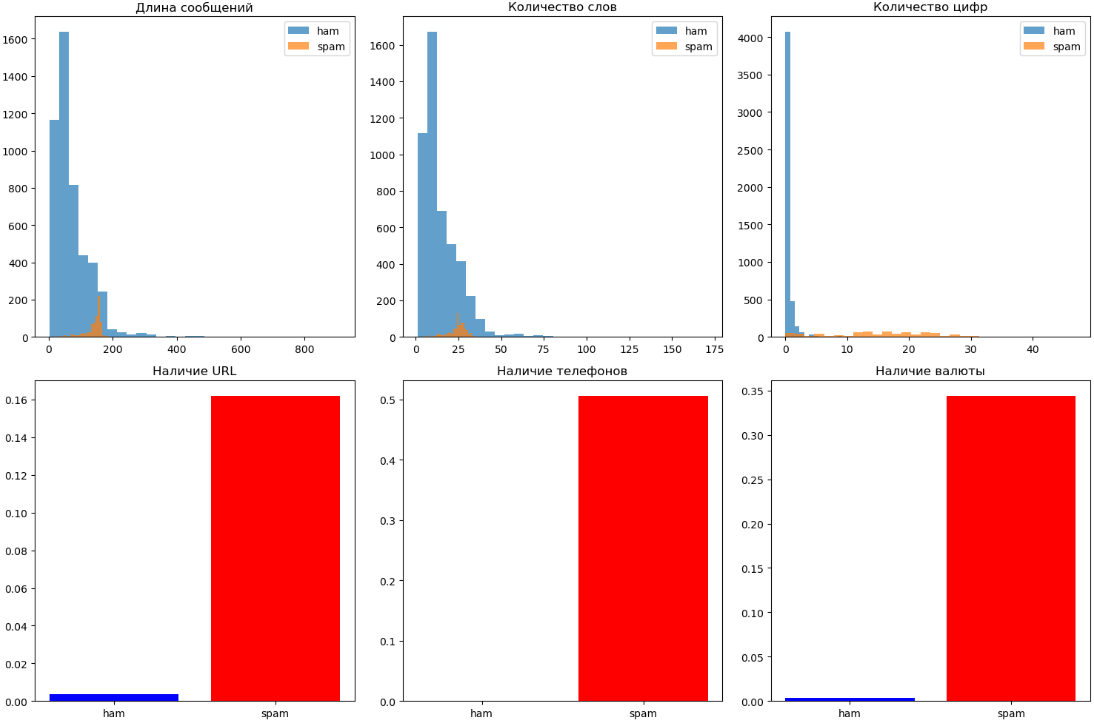 Длина сообщений
ham
spam
1600
1400
1200
1000
800
600
400
200
0
0 200 400 600 800
Количество слов
ham
spam
1600
1400
1200
1000
800
600
400
200
0
0 25 50 75 100 125 150 175
Количество цифр
ham
spam
4000
3500
3000
2500
2000
1500
1000
500
0
0 10 20 30 40
Наличие URL
0.16
0.14
0.12
0.10
0.08
0.06
0.04
0.02
0.00
ham spam
Наличие телефонов
0.5
0.4
0.3
0.2
0.1
0.0
ham spam
Наличие валюты
0.35
0.30
0.25
0.20
0.15
0.10
0.05
0.00
ham spam